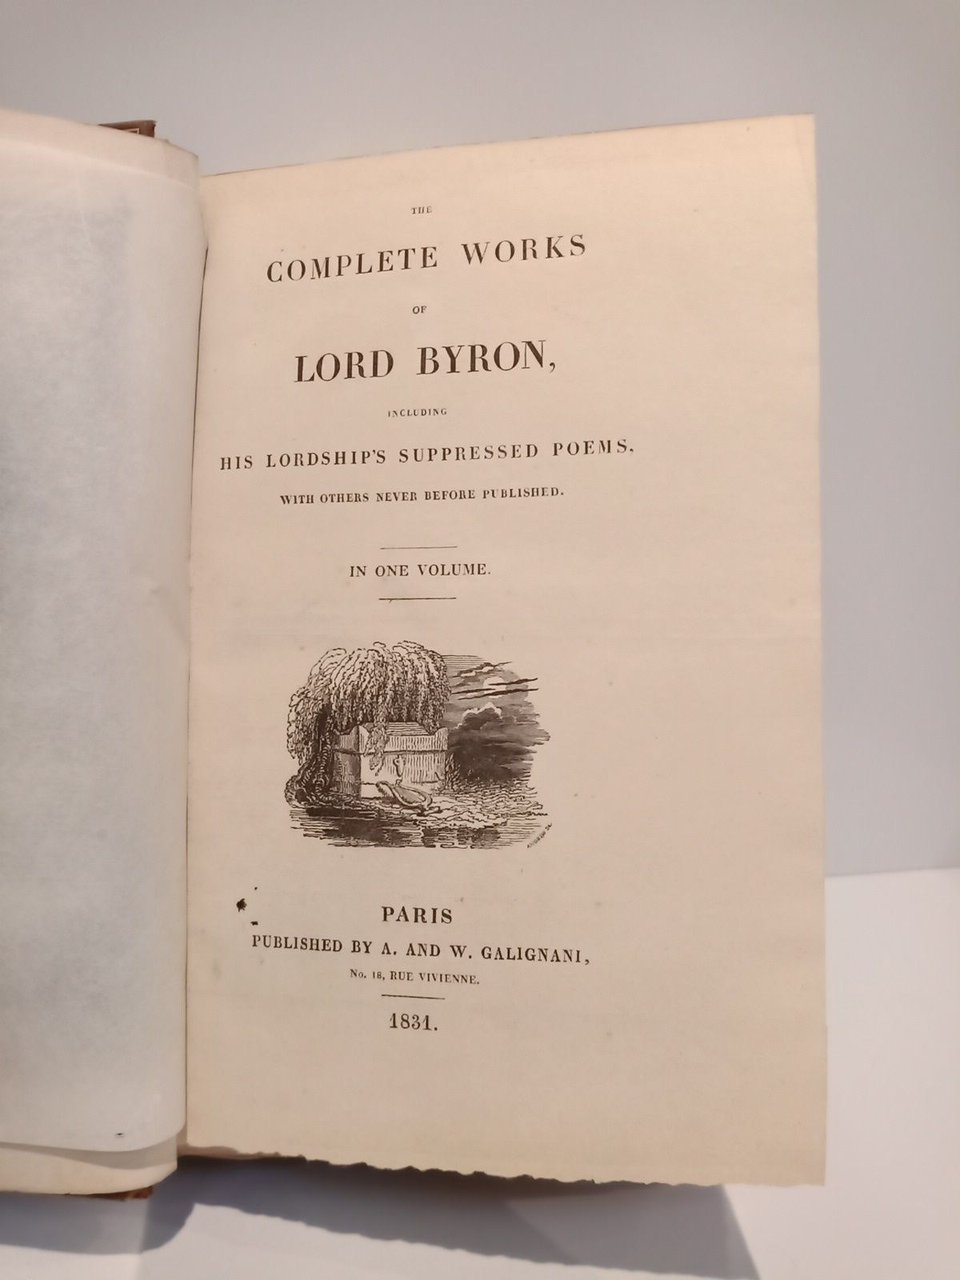 THE
COMPLETE WORKS
OF
LORD BYRON,
INCLUDING
HIS LORDSHIP'S SUPPRESSED POEMS,
WITH OTHERS NEVER BEFORE PUBLISHED.
IN ONE VOLUME.
PARIS
PUBLISHED BY A. AND W. GALIGNANI,
No. 18, RUE VIVIENNE.
1831.